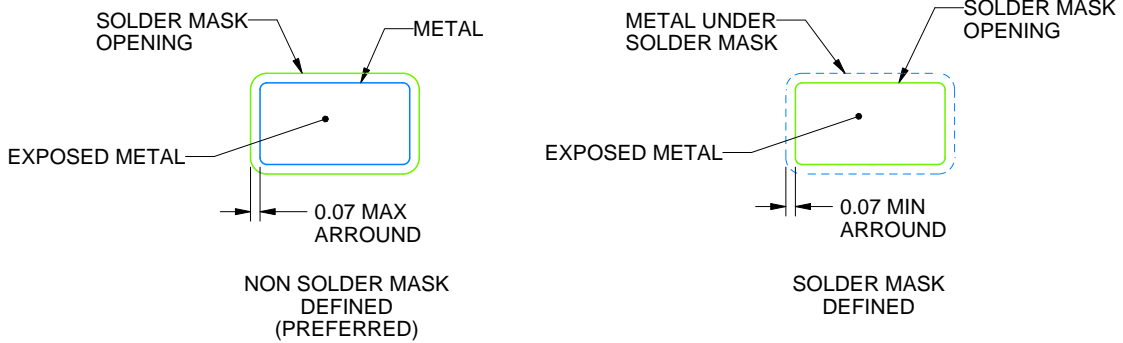 SOLDER MASK
OPENING
METAL
EXPOSED METAL
0.07 MAX
ARROUND
NON SOLDER MASK
DEFINED
(PREFERRED)
METAL UNDER
SOLDER MASK
SOLDER MASK
OPENING
EXPOSED METAL
0.07 MIN
ARROUND
SOLDER MASK
DEFINED